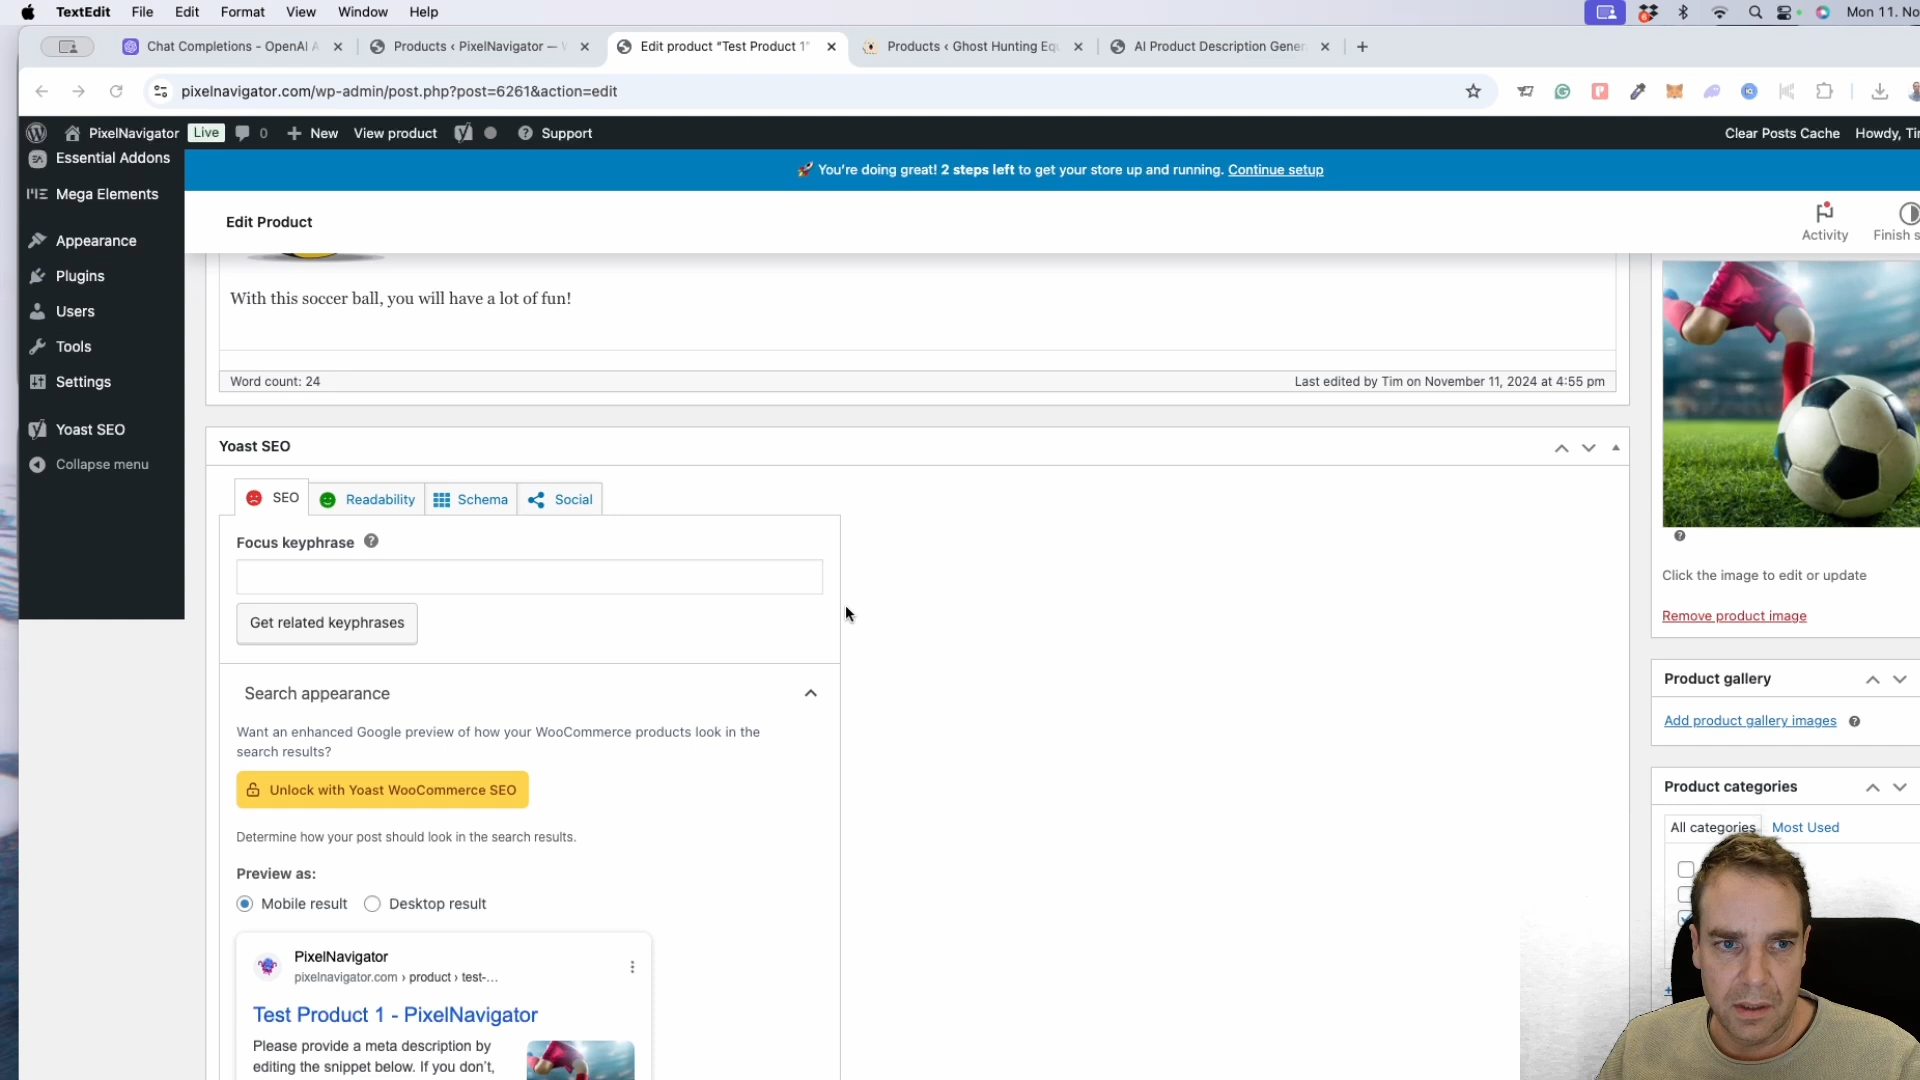 TextEdit File Edit Format View Window Help Mon 11. No
Chat Completions - OpenAI A Products ‹ PixelNavigator — Edit product “Test Product 1” Products ‹ Ghost Hunting Eq AI Product Description Gener
pixelnavigator.com/wp-admin/post.php?post=6261&action=edit
PixelNavigator Live 0 New View product Support Clear Posts Cache Howdy, Ti
Essential Addons
🚀 You're doing great! 2 steps left to get your store up and running. Continue setup
Mega Elements
Edit Product
Activity Finish s
Appearance
Plugins
Users
Tools
Settings
Yoast SEO
Collapse menu
With this soccer ball, you will have a lot of fun!
Word count: 24 Last edited by Tim on November 11, 2024 at 4:55 pm
Yoast SEO
SEO Readability Schema Social
Focus keyphrase
Get related keyphrases
Search appearance
Want an enhanced Google preview of how your WooCommerce products look in the
search results?
Unlock with Yoast WooCommerce SEO
Determine how your post should look in the search results.
Preview as:
Mobile result Desktop result
PixelNavigator
pixelnavigator.com › product › test-...
Test Product 1 - PixelNavigator
Please provide a meta description by
editing the snippet below. If you don't,
Click the image to edit or update
Remove product image
Product gallery
Add product gallery images
Product categories
All categories Most Used